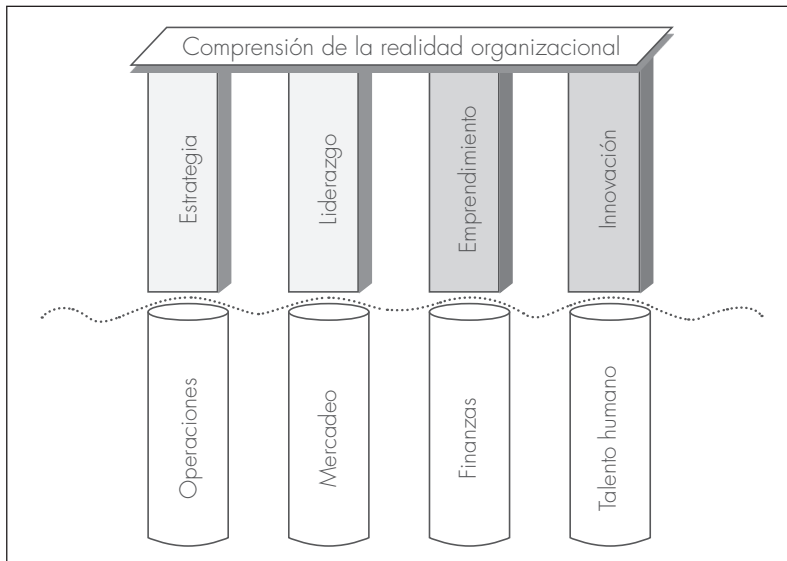 Comprensión de la realidad organizacional
Estrategia
Liderazgo
Emprendimiento
Innovación
Operaciones
Mercadeo
Finanzas
Talento humano